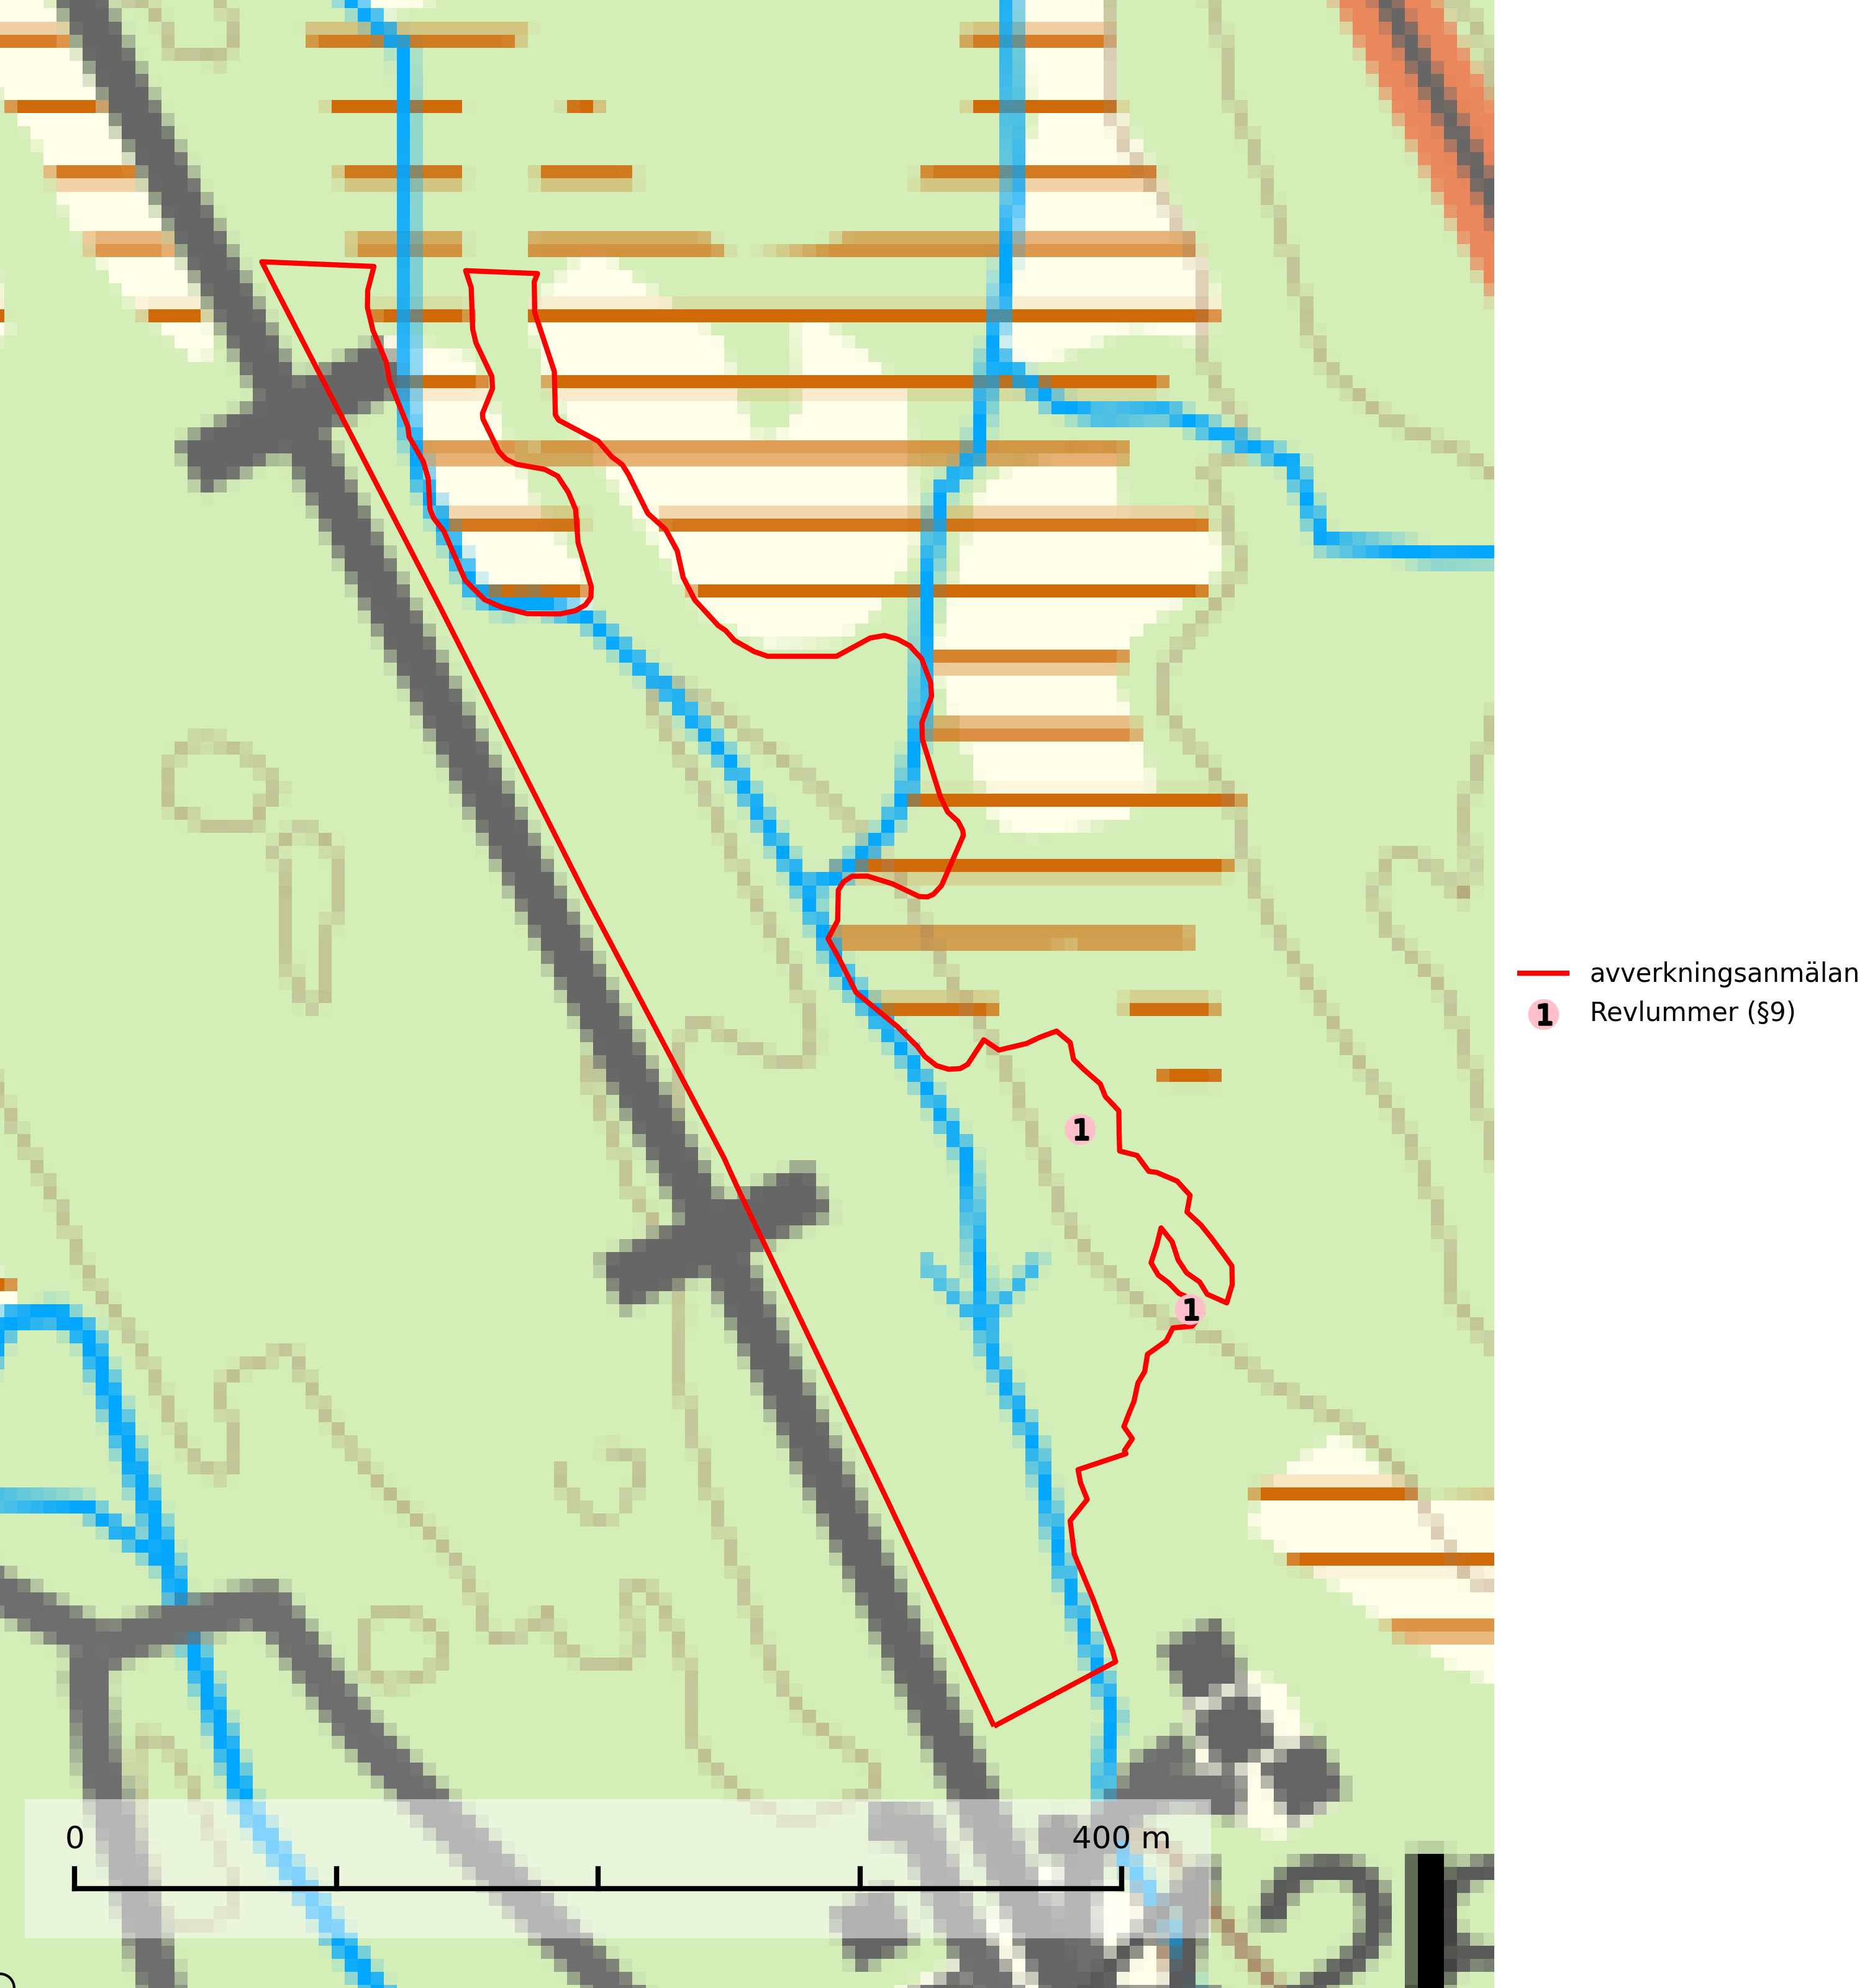 avverkningsanmälan
1 Revlummer (§9)
1
1
0 400 m